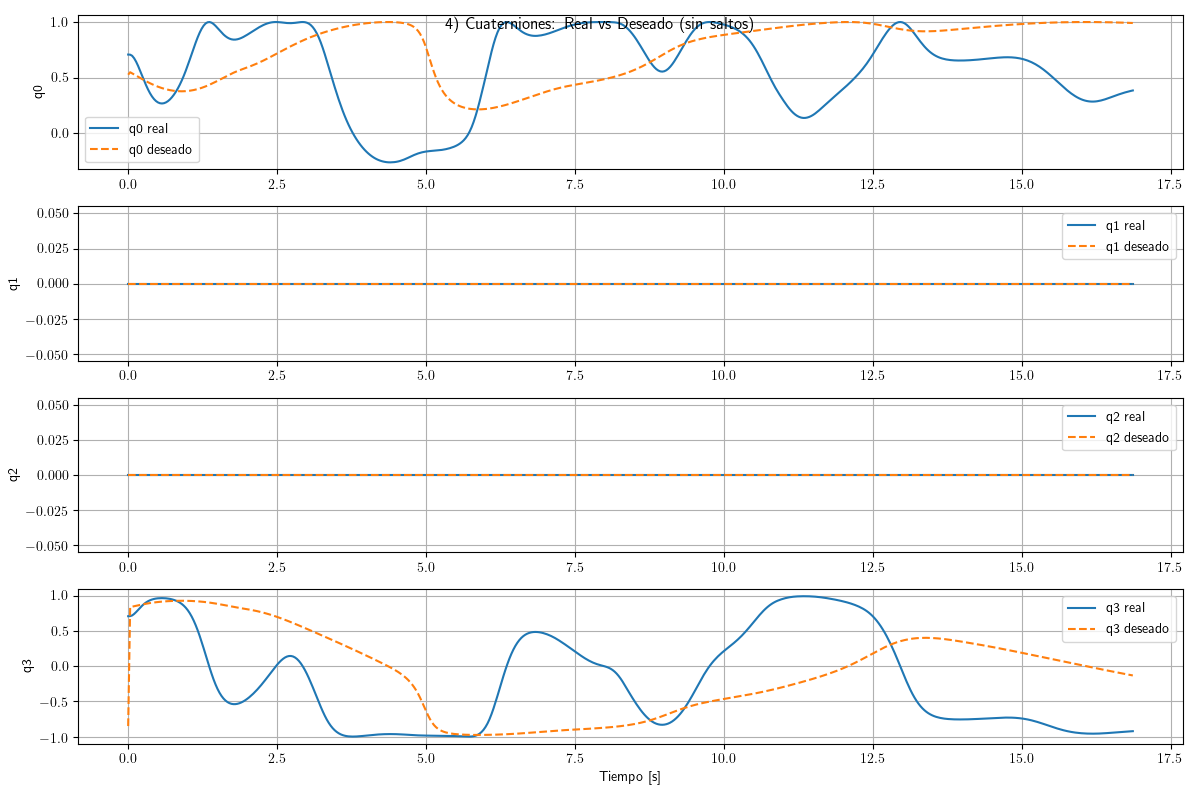 4) Cuaterniones: Real vs Deseado (sin saltos)
1.0
0.5
0.0
q0
q0 real
q0 deseado
0.0 2.5 5.0 7.5 10.0 12.5 15.0 17.5
0.050
0.025
0.000
−0.025
−0.050
q1
q1 real
q1 deseado
0.0 2.5 5.0 7.5 10.0 12.5 15.0 17.5
0.050
0.025
0.000
−0.025
−0.050
q2
q2 real
q2 deseado
0.0 2.5 5.0 7.5 10.0 12.5 15.0 17.5
1.0
0.5
0.0
−0.5
−1.0
q3
q3 real
q3 deseado
0.0 2.5 5.0 7.5 10.0 12.5 15.0 17.5
Tiempo [s]